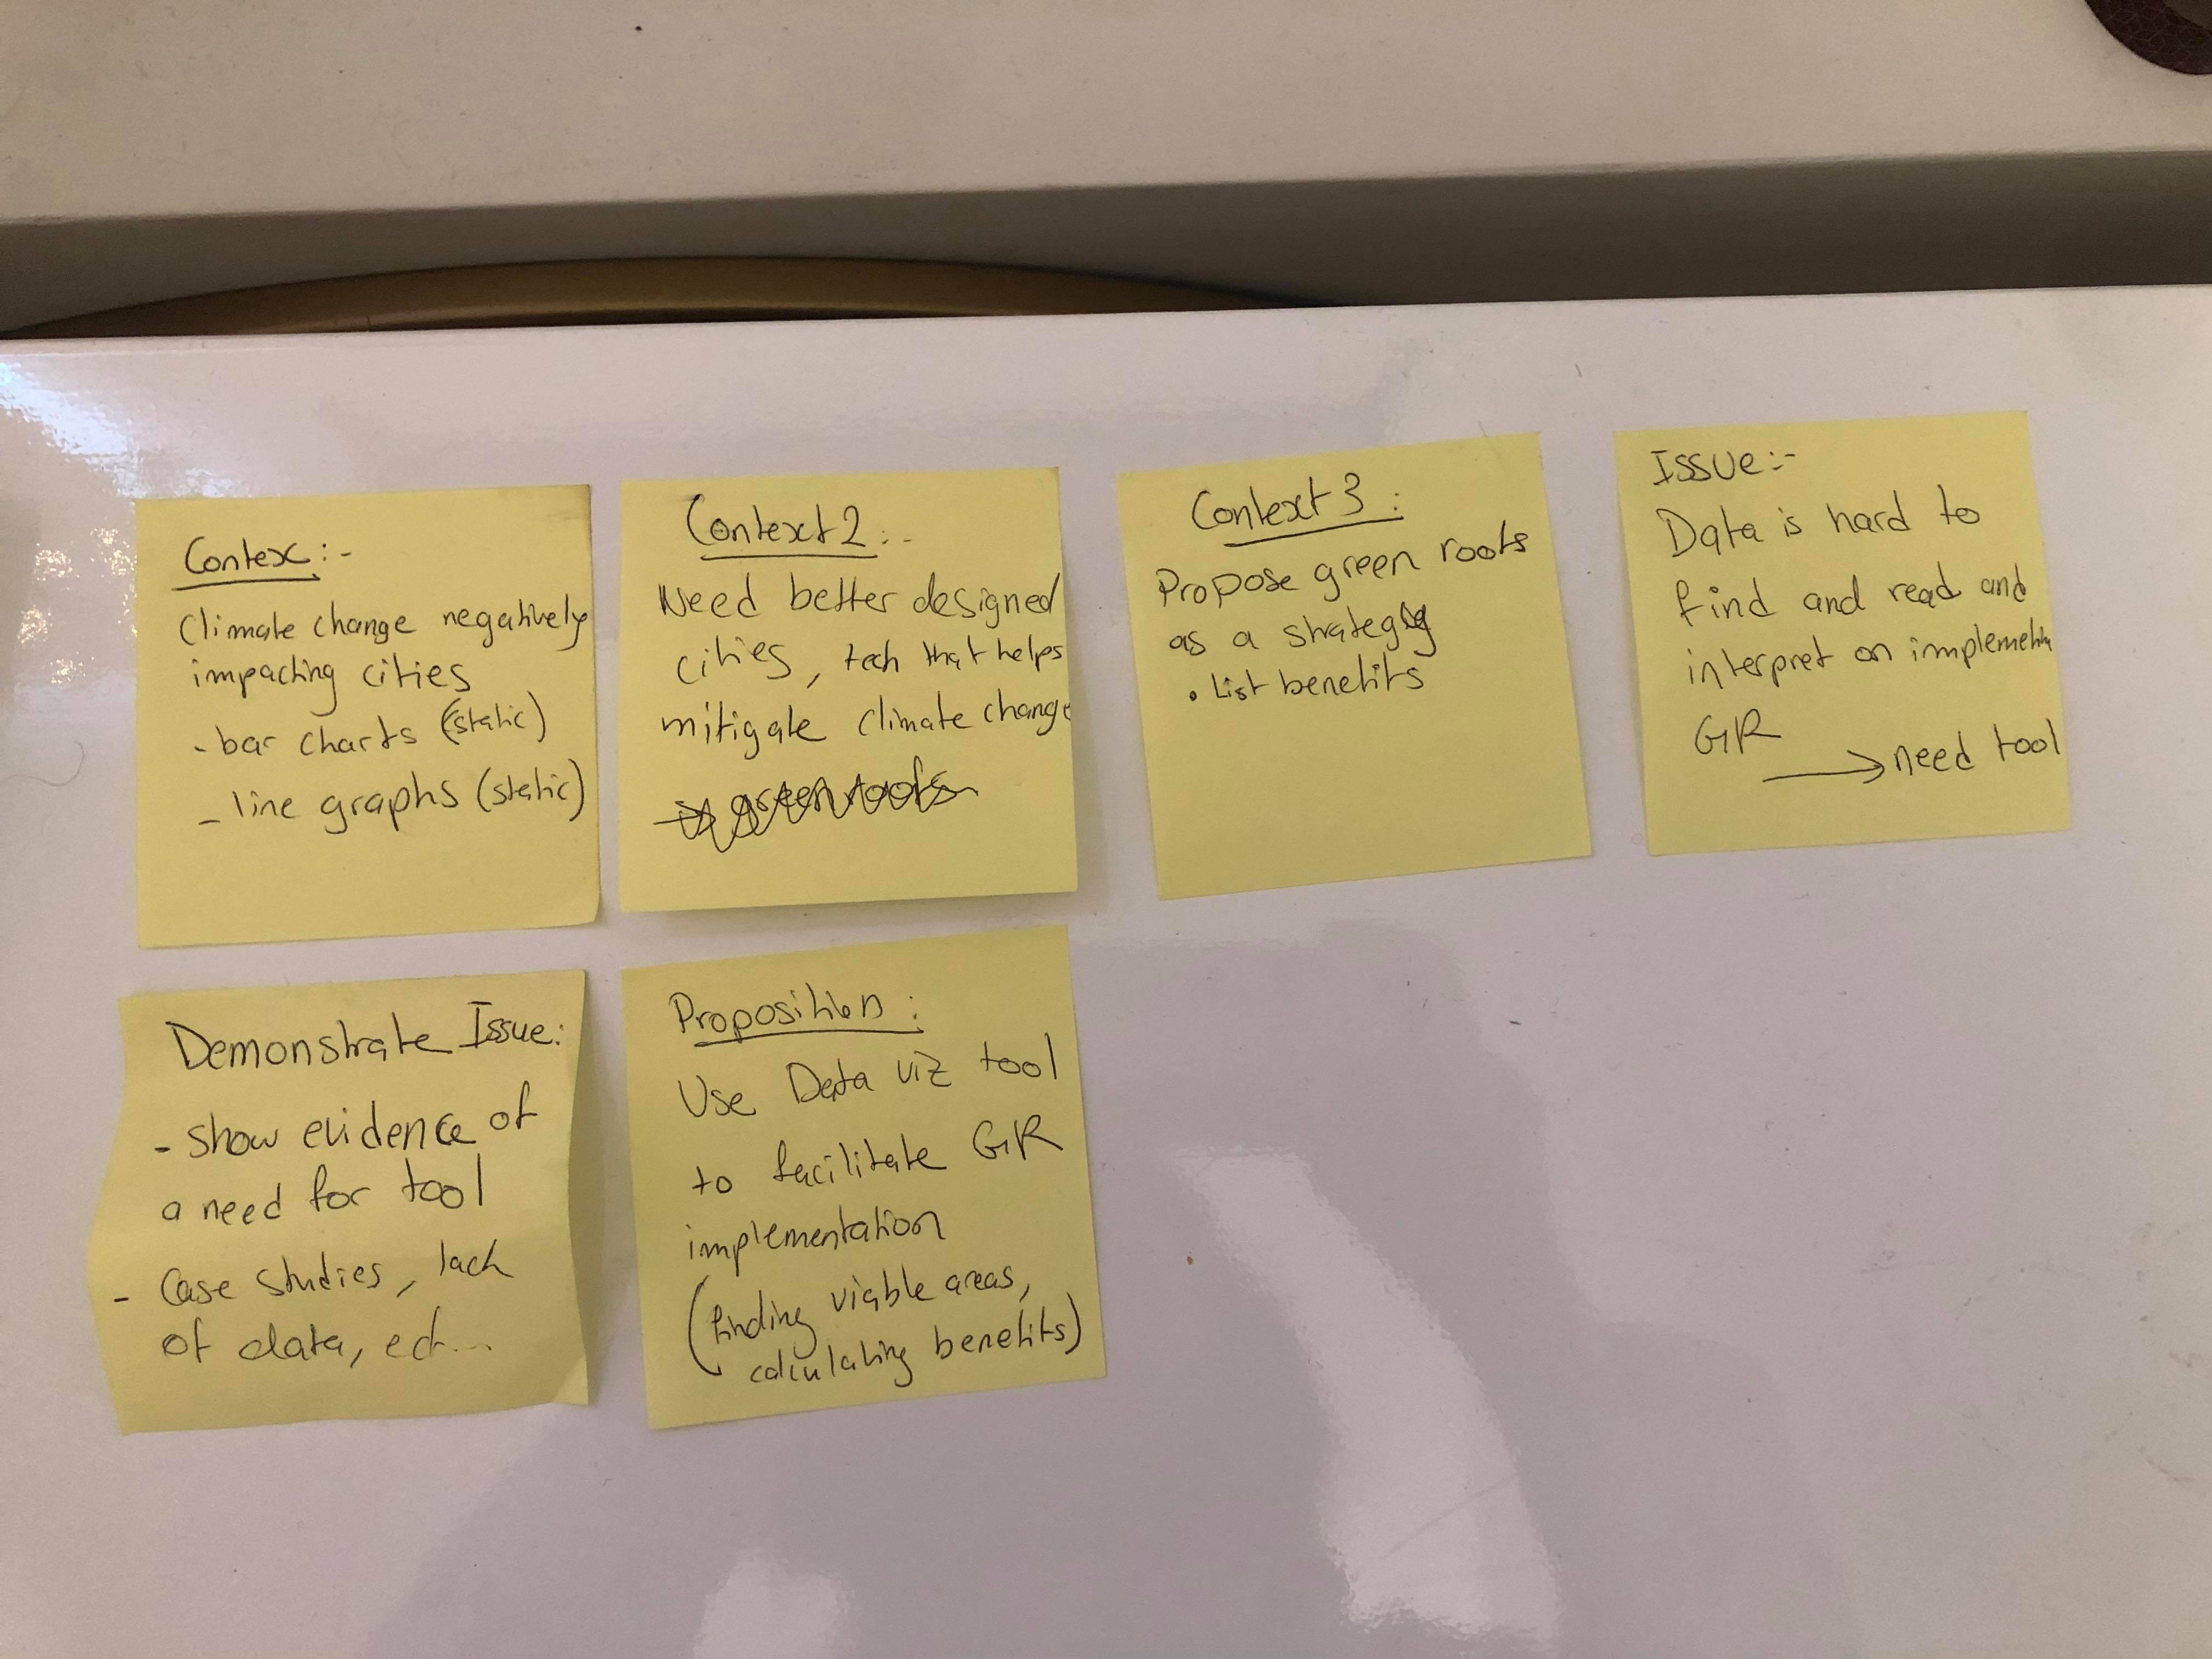 Contex:-
Climate change negatively
impacting cities
- bar charts (static)
- line graphs (static)
Context 2:-
Need better designed
cities, tech that helps
mitigate climate change
→ green roofs
Context 3:
Propose green roofs
as a strategy
• List benefits
Issue:-
Data is hard to
find and read and
interpret on implementin
GR
→ need tool
Demonstrate Issue:
- show evidence of
a need for tool
- Case studies, lack
of data, ect...
Proposition:
Use Data viz tool
to facilitate GR
implementation
(finding viable areas,
calculating benefits)